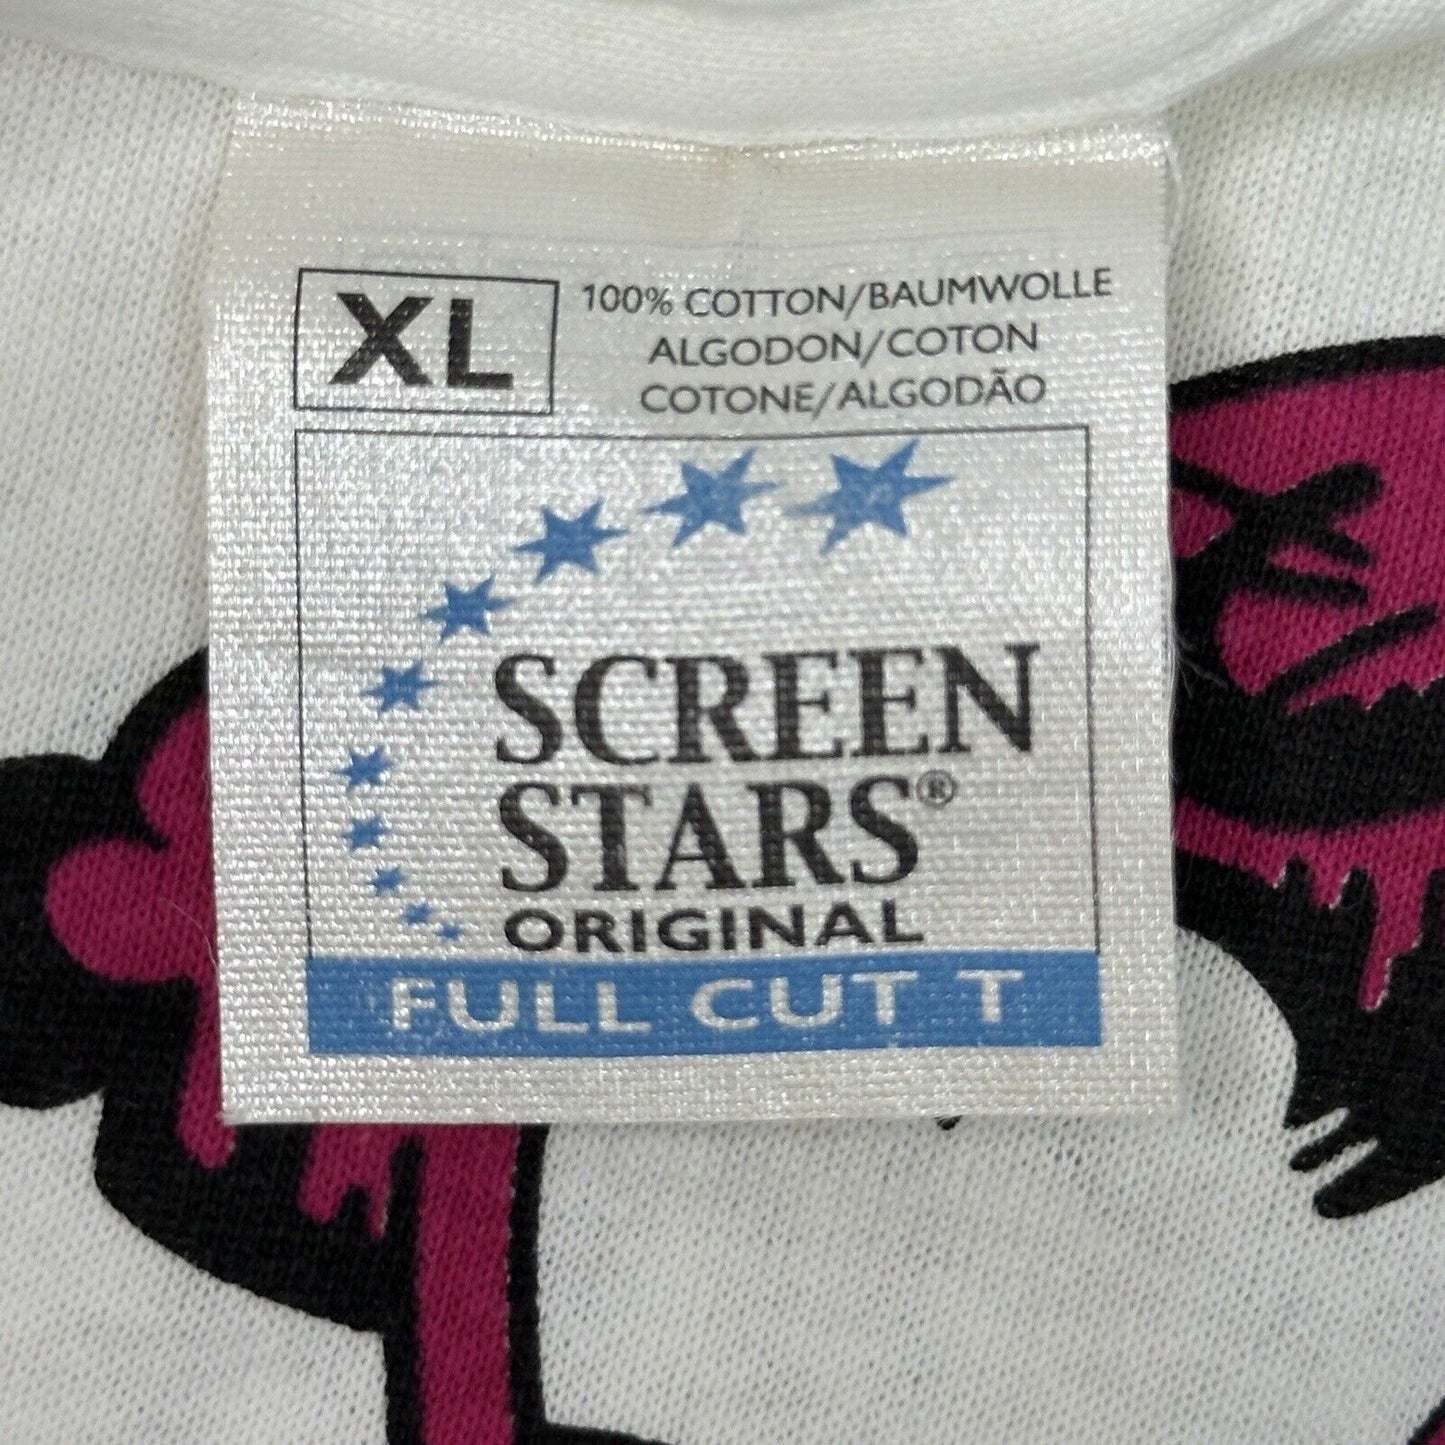 XL
100% COTTON/BAUMWOLLE
ALGODON/COTON
COTONE/ALGODÃO
SCREEN
STARS®
ORIGINAL
FULL CUT T